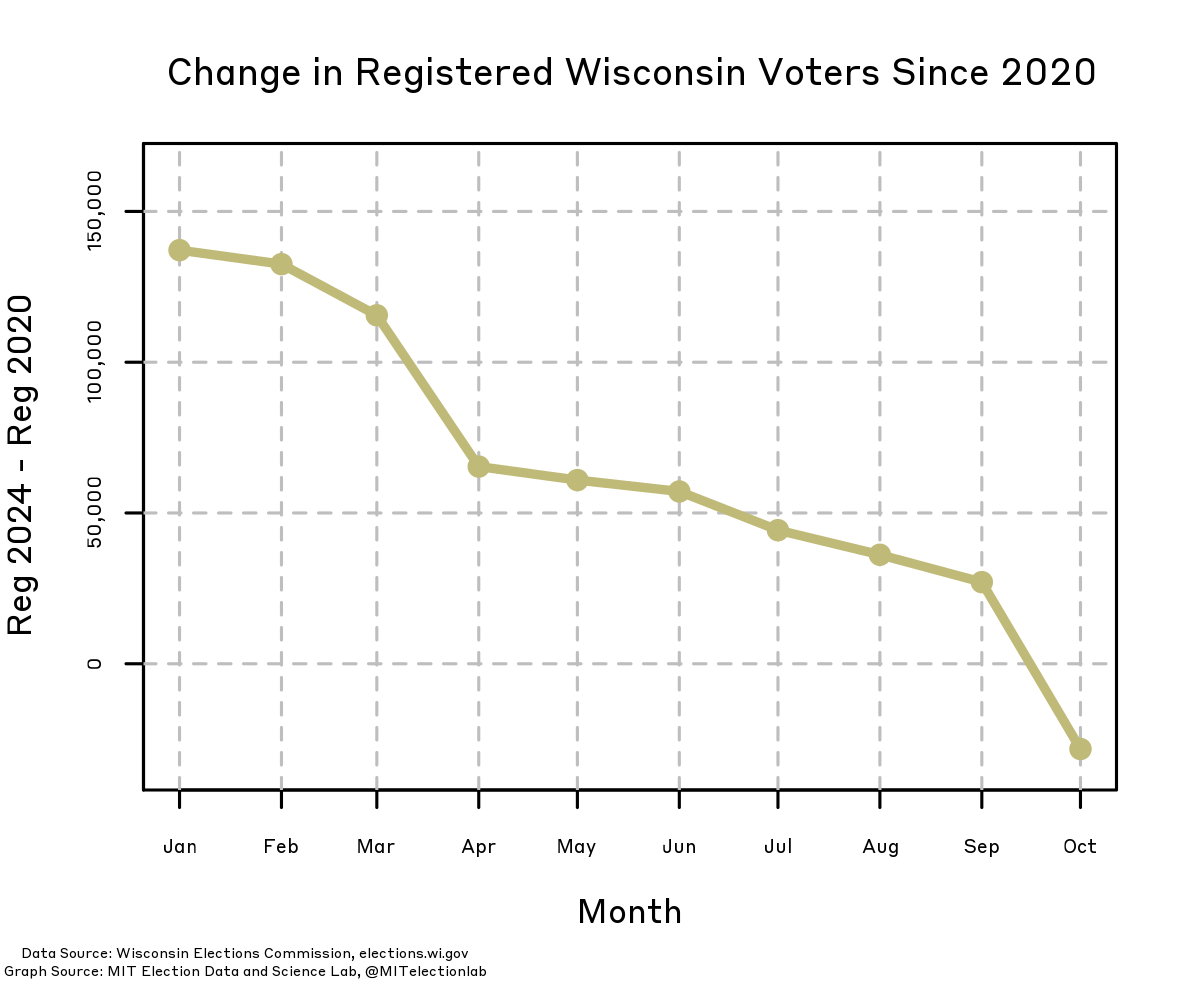 Change in Registered Wisconsin Voters Since 2020
Reg 2024 - Reg 2020
150,000
100,000
50,000
0
Jan Feb Mar Apr May Jun Jul Aug Sep Oct
Month
Data Source: Wisconsin Elections Commission, elections.wi.gov
Graph Source: MIT Election Data and Science Lab, @MITelectionlab